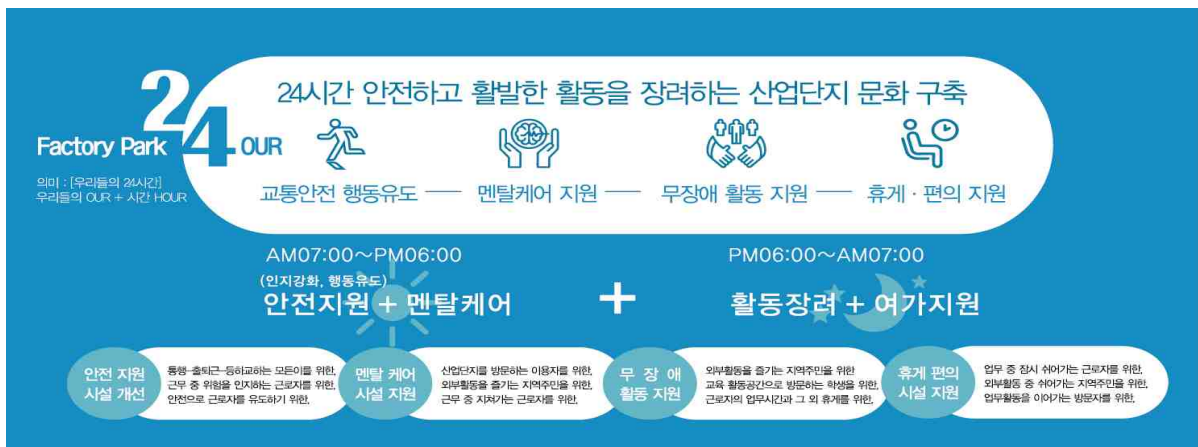 24시간 안전하고 활발한 활동을 장려하는 산업단지 문화 구축
Factory Park 24 OUR
의미 : [우리들의 24시간]
우리들의 OUR + 시간 HOUR
교통안전 행동유도 — 멘탈케어 지원 — 무장애 활동 지원 — 휴게 · 편의 지원
AM07:00~PM06:00
(인지강화, 행동유도)
안전지원 + 멘탈케어
+
PM06:00~AM07:00
활동장려 + 여가지원
안전 지원
시설 개선
통행-출퇴근-등하교하는 모든이를 위한,
근무 중 위험을 인지하는 근로자를 위한,
안전으로 근로자를 유도하기 위한,
멘탈 케어
시설 지원
산업단지를 방문하는 이용자를 위한,
외부활동을 즐기는 지역주민을 위한,
근무 중 지쳐가는 근로자를 위한,
무 장 애
활동 지원
외부활동을 즐기는 지역주민을 위한
교육 활동공간으로 방문하는 학생을 위한,
근로자의 업무시간과 그 외 휴게를 위한,
휴게 편의
시설 지원
업무 중 잠시 쉬어가는 근로자를 위한,
외부활동 중 쉬어가는 지역주민을 위한,
업무활동을 이어가는 방문자를 위한,